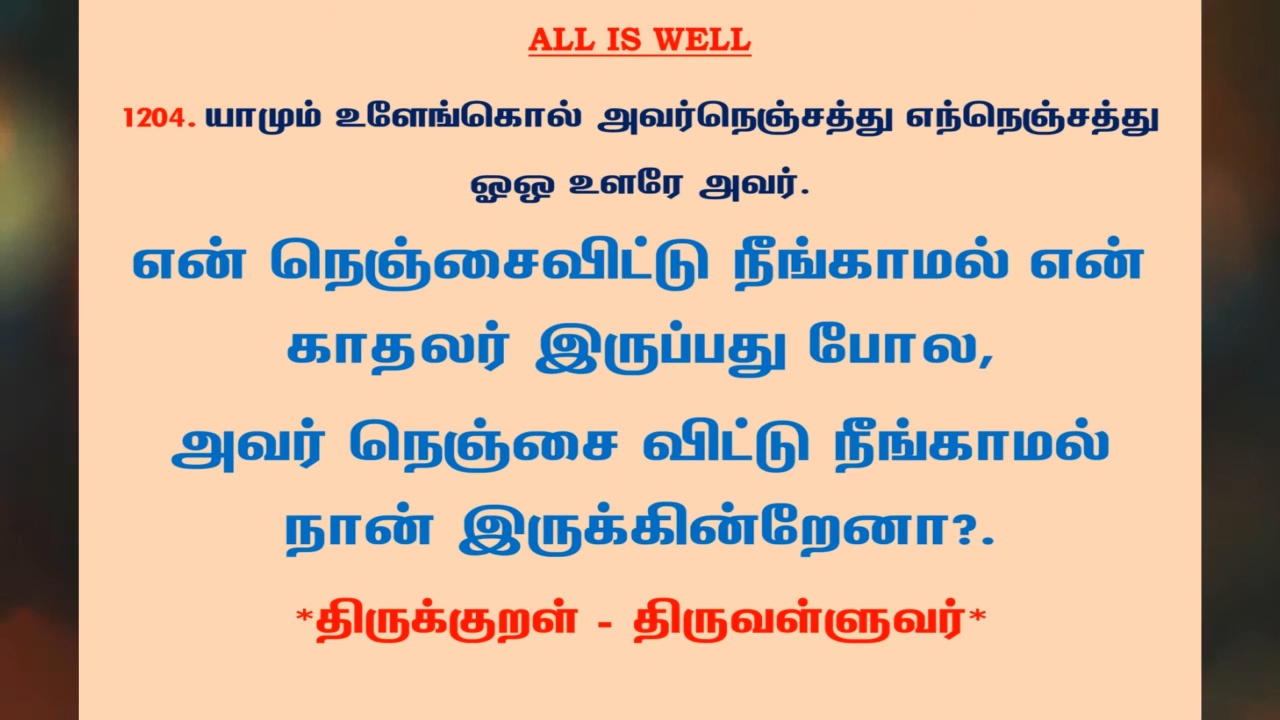 ALL IS WELL
1204. யாமும் உளேங்கொல் அவர்நெஞ்சத்து எந்நெஞ்சத்து
ஓஒ உளரே அவர்.
என் நெஞ்சைவிட்டு நீங்காமல் என்
காதலர் இருப்பது போல,
அவர் நெஞ்சை விட்டு நீங்காமல்
நான் இருக்கின்றேனா?.
*திருக்குறள் - திருவள்ளுவர்*